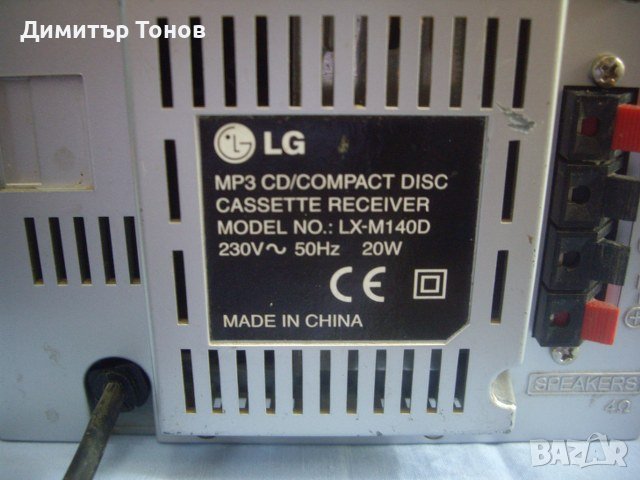 Димитър Тонов
LG
MP3 CD/COMPACT DISC
CASSETTE RECEIVER
MODEL NO.: LX-M140D
230V~ 50Hz 20W
CE
MADE IN CHINA
SPEAKERS
4Ω
BAZAR